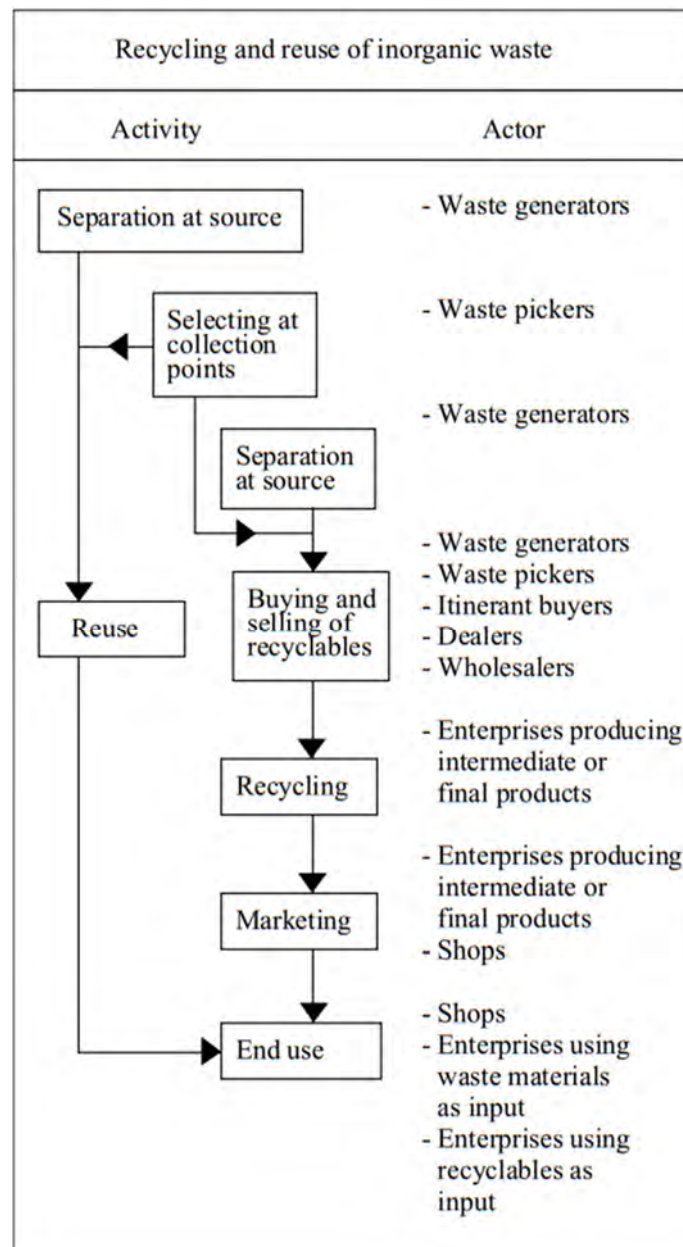 Recycling and reuse of inorganic waste
Activity
Actor
Separation at source
- Waste generators
Selecting at
collection
points
- Waste pickers
Separation
at source
- Waste generators
Buying and
selling of
recyclables
- Waste generators
- Waste pickers
- Itinerant buyers
- Dealers
- Wholesalers
Reuse
Recycling
- Enterprises producing
intermediate or
final products
Marketing
- Enterprises producing
intermediate or
final products
- Shops
End use
- Shops
- Enterprises using
waste materials
as input
- Enterprises using
recyclables as
input